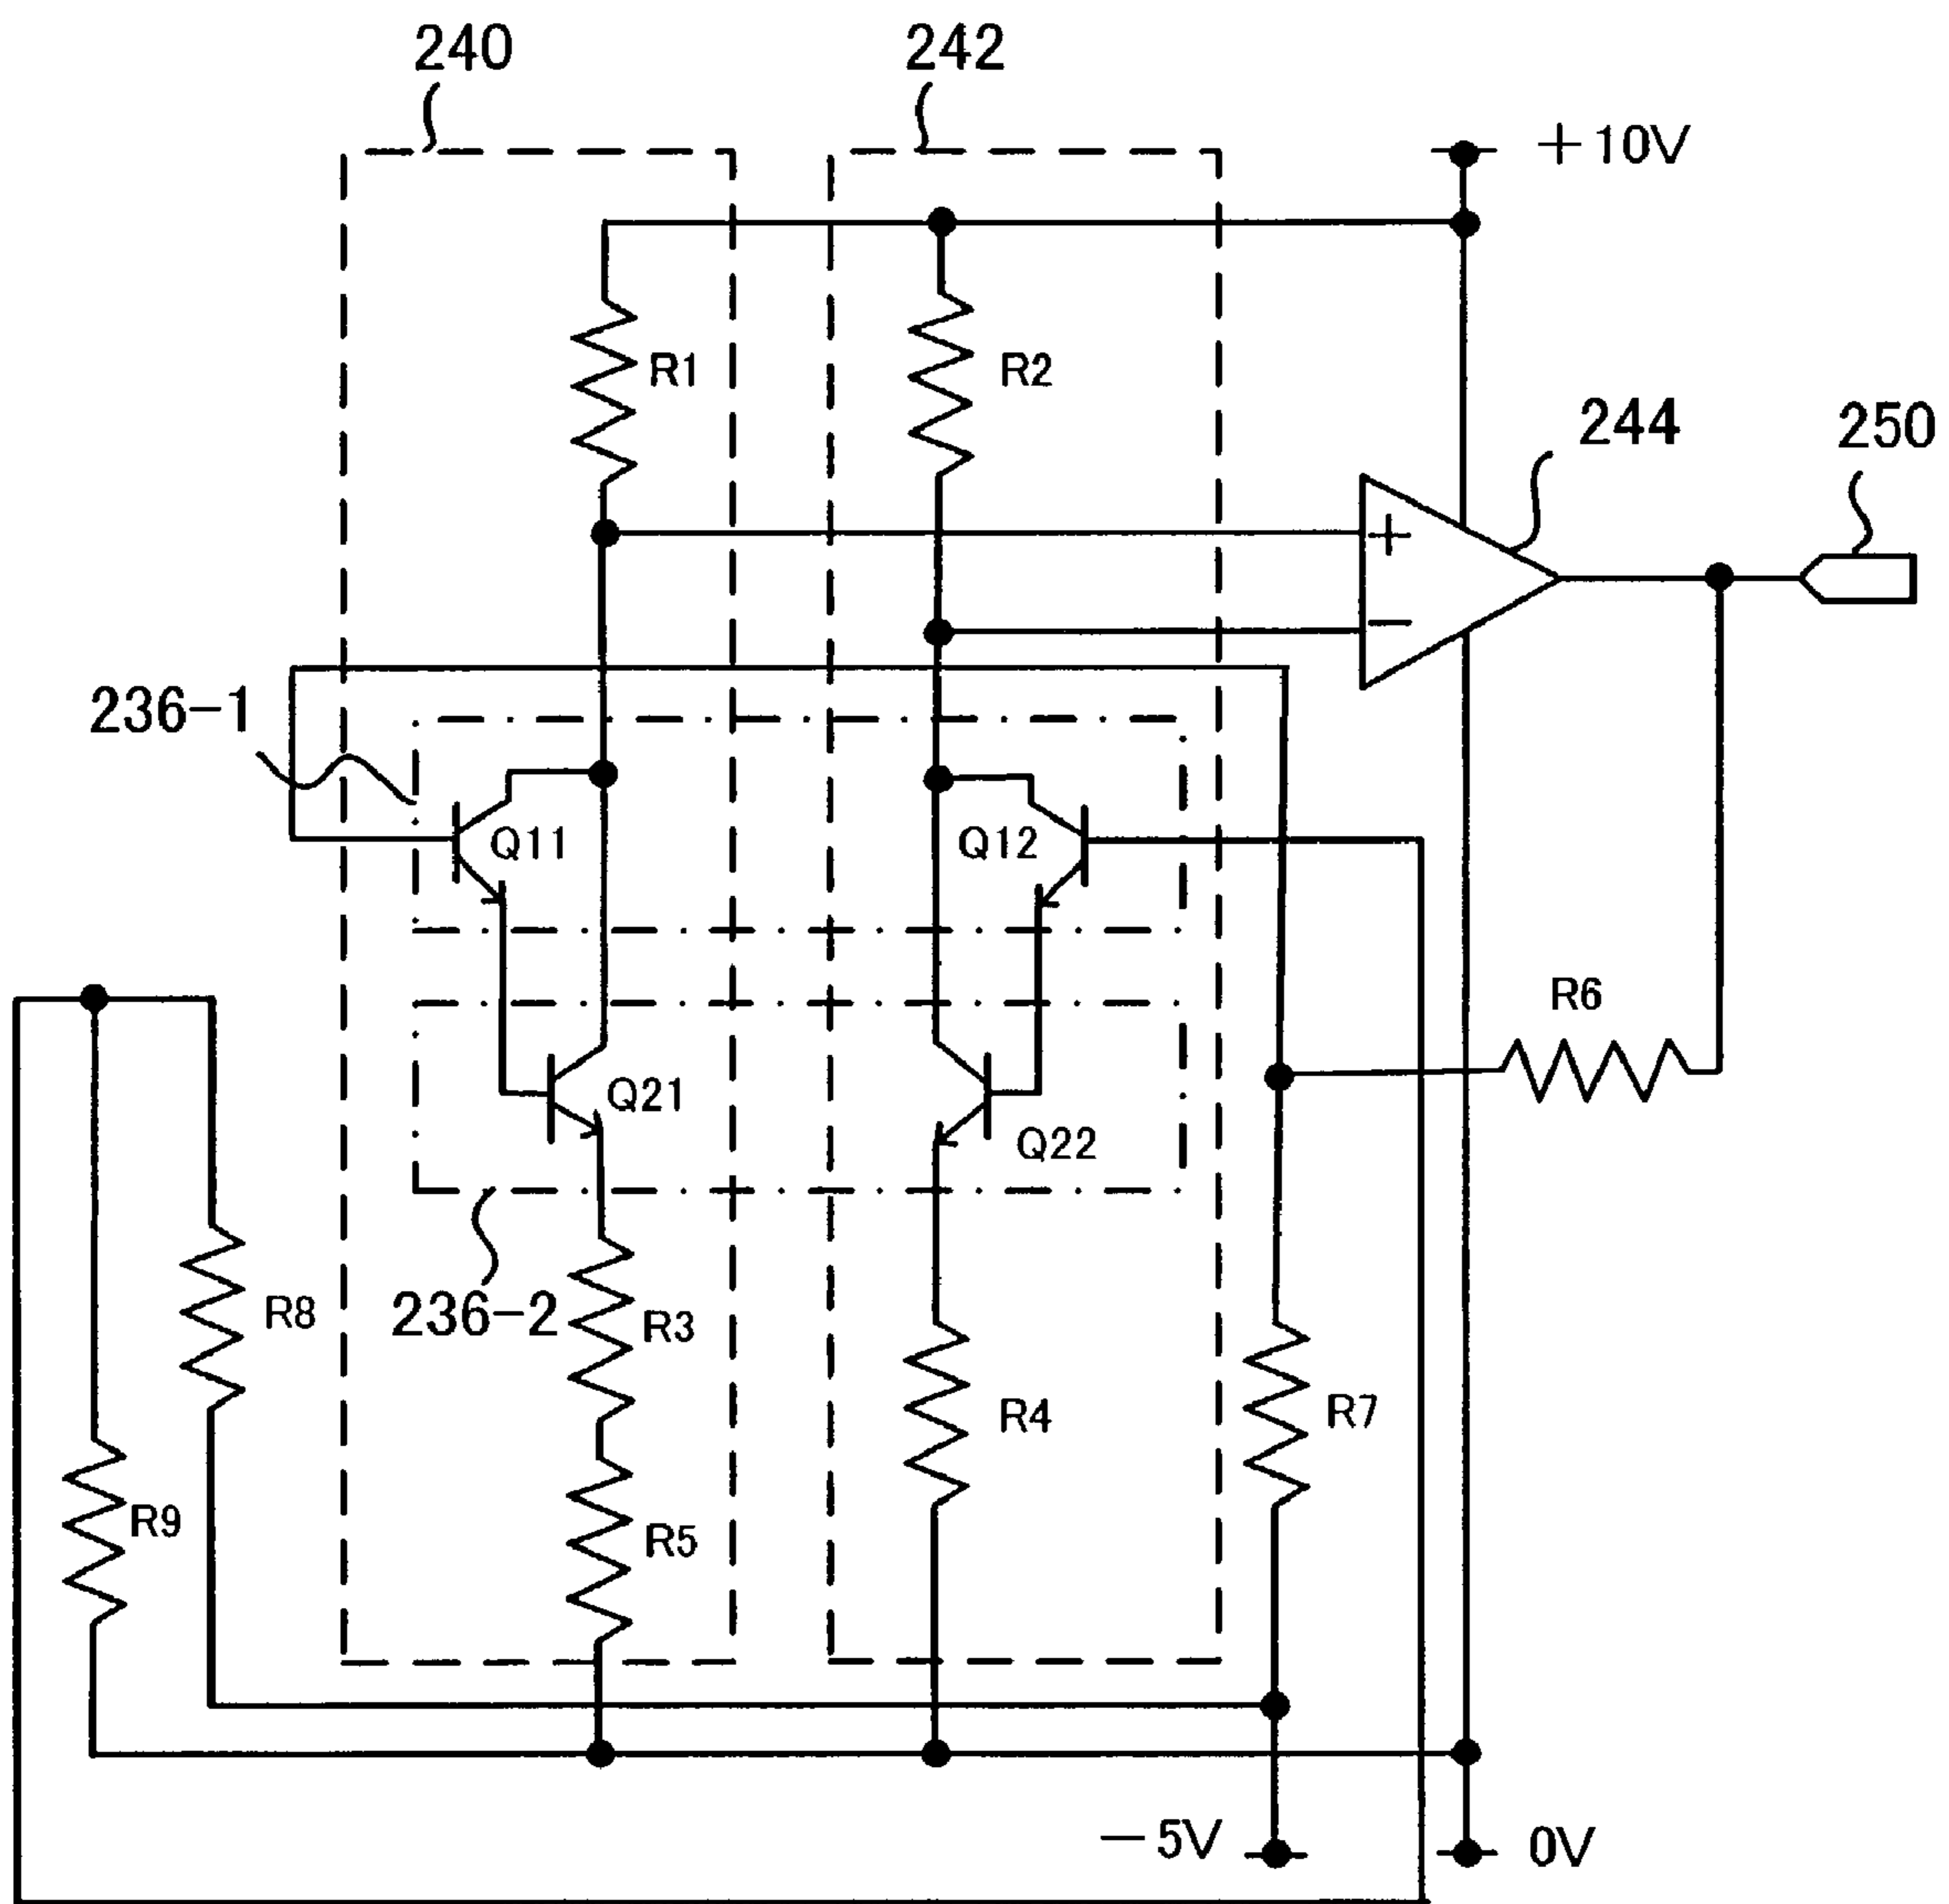 240
242
+10V
R1
R2
244
250
+
−
236-1
Q11
Q12
R6
Q21
Q22
R8
236-2
R3
R4
R7
R9
R5
−5V
0V